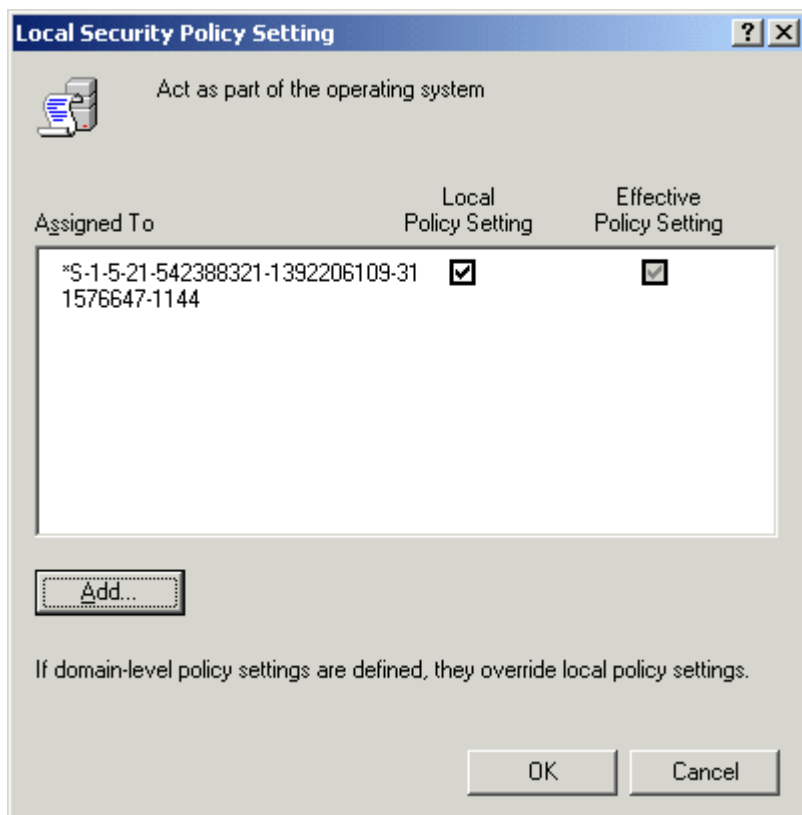 Local Security Policy Setting
Act as part of the operating system
Local Effective
Assigned To Policy Setting Policy Setting
*S-1-5-21-542388321-1392206109-31
1576647-1144
Add...
If domain-level policy settings are defined, they override local policy settings.
OK Cancel